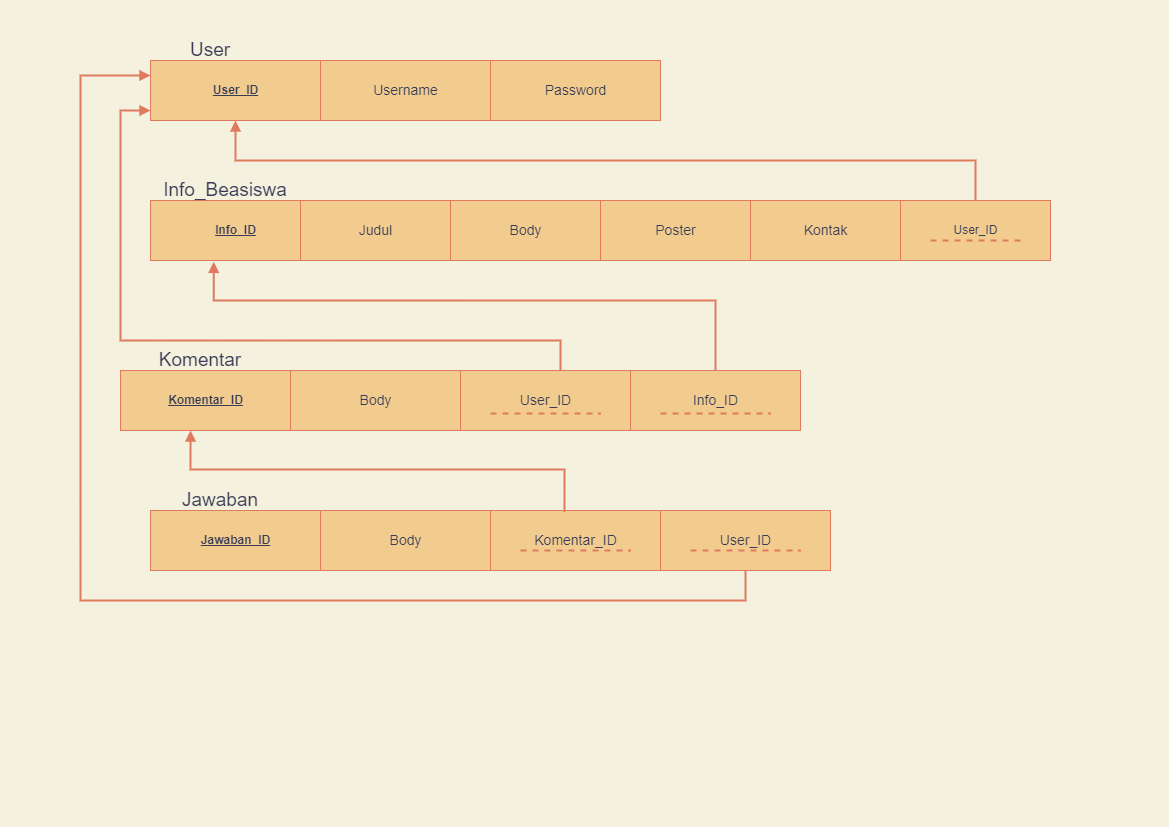 User
User_ID Username Password
Info_Beasiswa
Info_ID Judul Body Poster Kontak User_ID
Komentar
Komentar_ID Body User_ID Info_ID
Jawaban
Jawaban_ID Body Komentar_ID User_ID